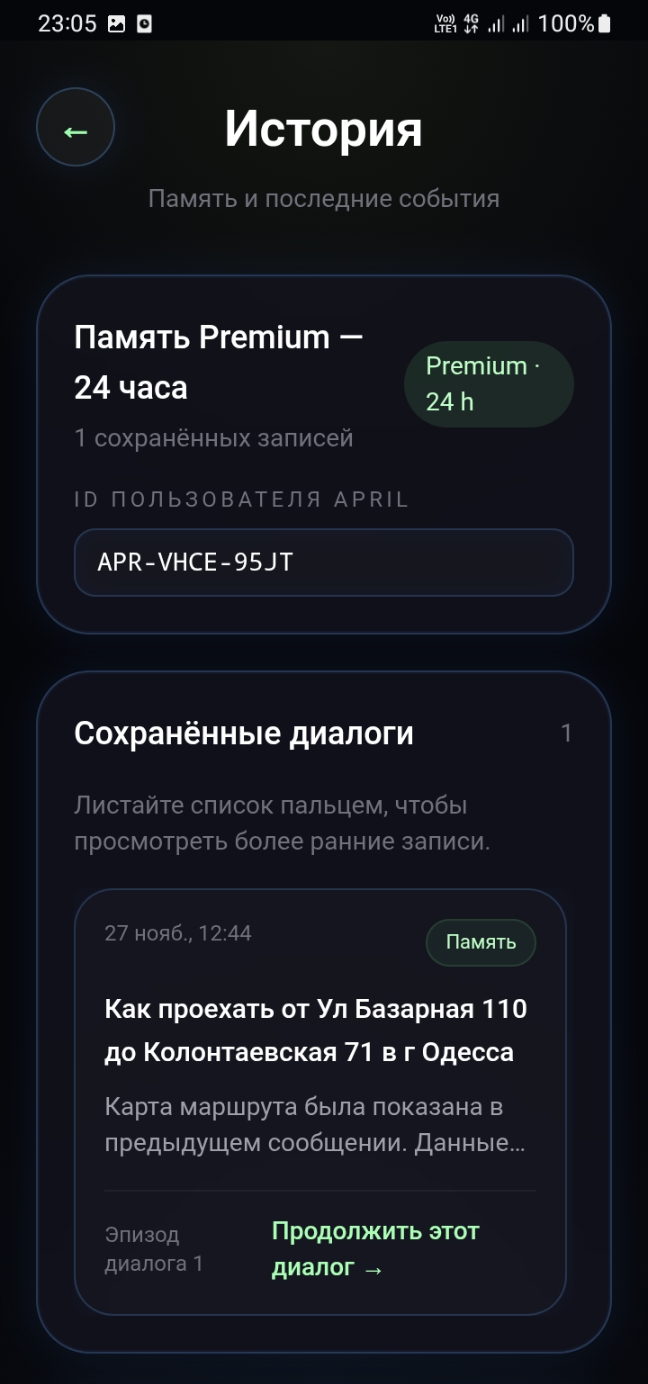 23:05
Vo)) LTE1 4G 100%
←
История
Память и последние события
Память Premium —
24 часа
Premium ·
24 h
1 сохранённых записей
ID ПОЛЬЗОВАТЕЛЯ APRIL
APR-VHCE-95JT
Сохранённые диалоги 1
Листайте список пальцем, чтобы
просмотреть более ранние записи.
27 нояб., 12:44
Память
Как проехать от Ул Базарная 110
до Колонтаевская 71 в г Одесса
Карта маршрута была показана в
предыдущем сообщении. Данные…
Эпизод
диалога 1
Продолжить этот
диалог →